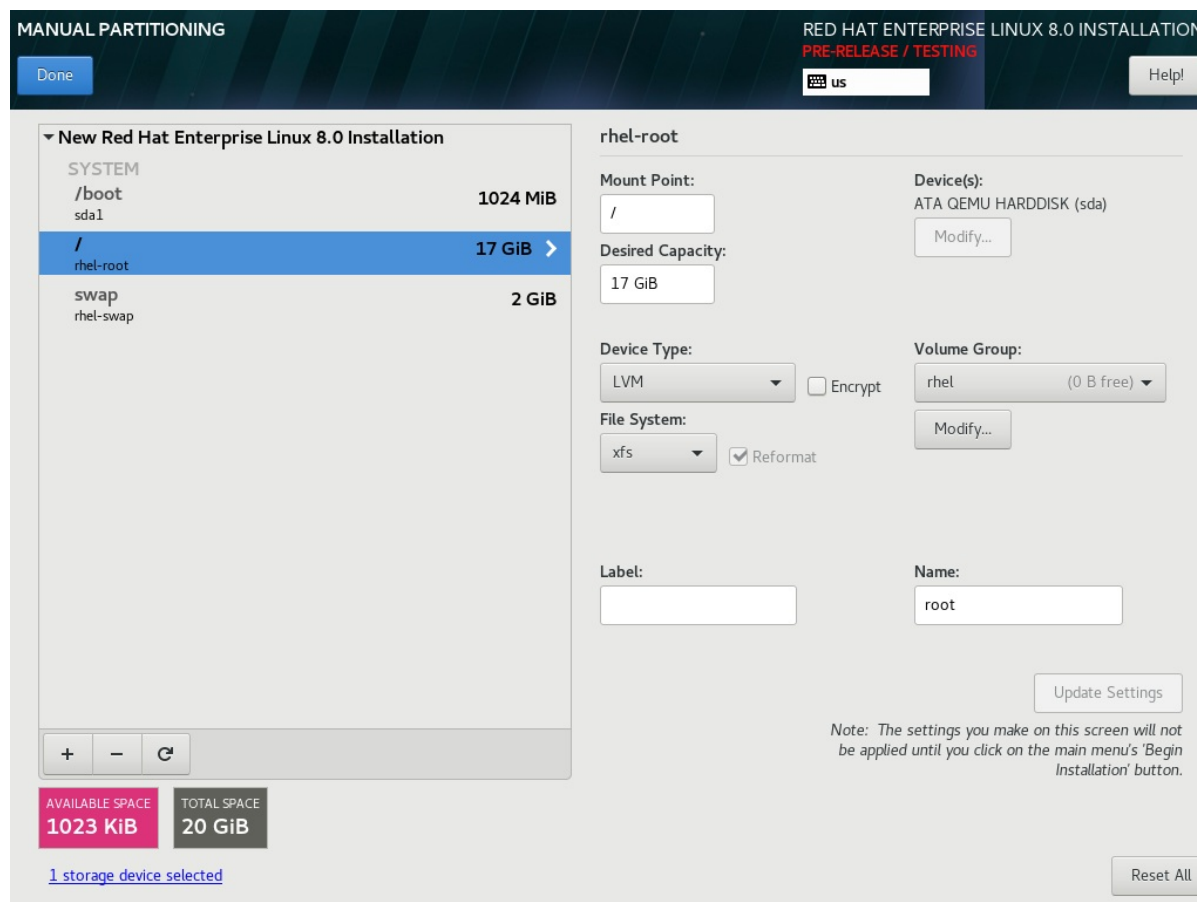 MANUAL PARTITIONING
RED HAT ENTERPRISE LINUX 8.0 INSTALLATION
PRE-RELEASE / TESTING
Done
us
Help!
New Red Hat Enterprise Linux 8.0 Installation
SYSTEM
/boot
1024 MiB
sda1
/
17 GiB
rhel-root
swap
2 GiB
rhel-swap
+ −
AVAILABLE SPACE
1023 KiB
TOTAL SPACE
20 GiB
1 storage device selected
rhel-root
Mount Point:
/
Device(s):
ATA QEMU HARDDISK (sda)
Modify...
Desired Capacity:
17 GiB
Device Type:
LVM
Encrypt
Volume Group:
rhel (0 B free)
Modify...
File System:
xfs
Reformat
Label:
Name:
root
Update Settings
Note: The settings you make on this screen will not
be applied until you click on the main menu's 'Begin
Installation' button.
Reset All